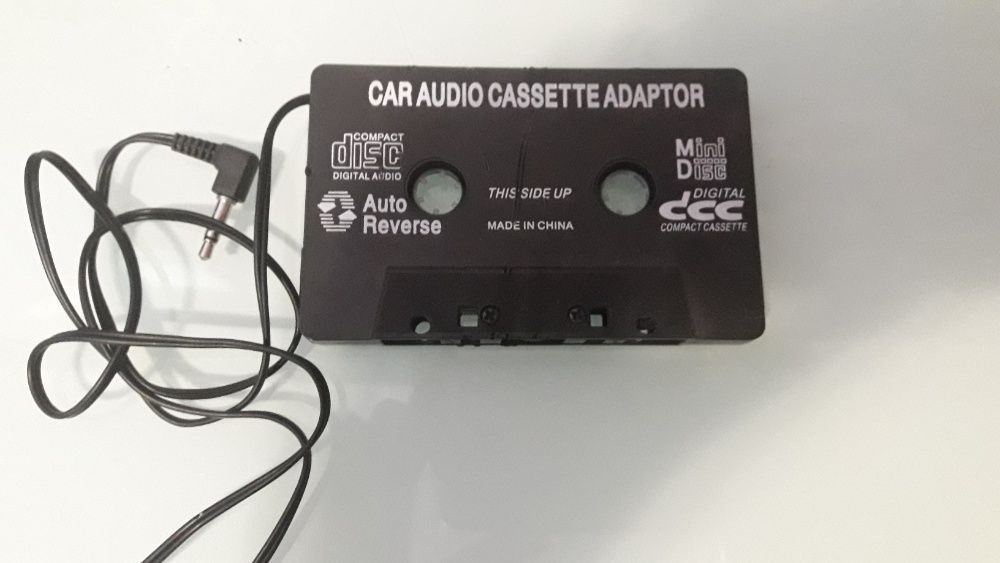 CAR AUDIO CASSETTE ADAPTOR
COMPACT
disc
DIGITAL AUDIO
Auto
Reverse
THIS SIDE UP
MADE IN CHINA
Mini
Disc
DIGITAL
dcc
COMPACT CASSETTE